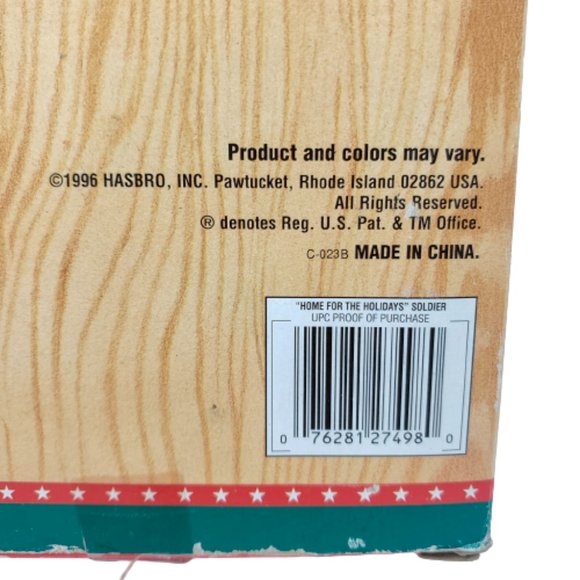 Product and colors may vary.
©1996 HASBRO, INC. Pawtucket, Rhode Island 02862 USA.
All Rights Reserved.
® denotes Reg. U.S. Pat. & TM Office.
C-023B MADE IN CHINA.
"HOME FOR THE HOLIDAYS" SOLDIER
UPC PROOF OF PURCHASE
0 76281 27498 0